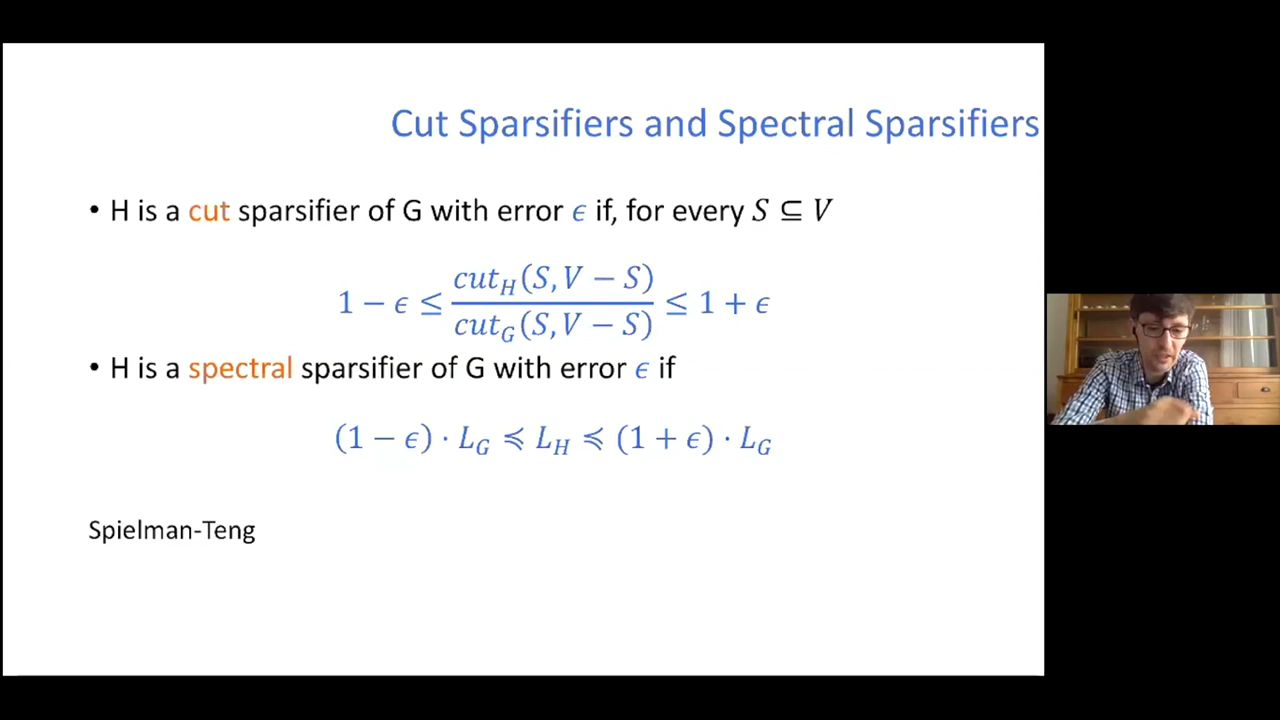 Cut Sparsifiers and Spectral Sparsifiers
• H is a cut sparsifier of G with error ϵ if, for every S ⊆ V
1 − ϵ ≤ cut_H(S, V − S) / cut_G(S, V − S) ≤ 1 + ϵ
• H is a spectral sparsifier of G with error ϵ if
(1 − ϵ) · L_G ≼ L_H ≼ (1 + ϵ) · L_G
Spielman-Teng